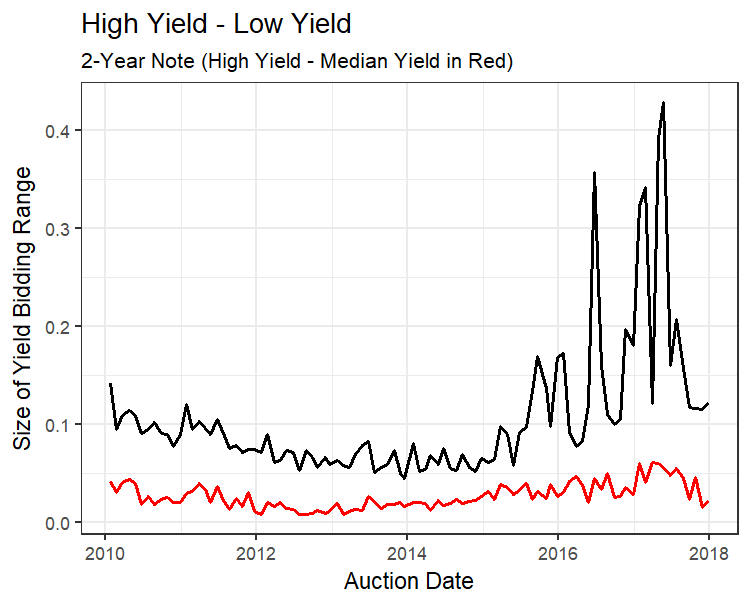 High Yield - Low Yield
2-Year Note (High Yield - Median Yield in Red)
Size of Yield Bidding Range
0.4
0.3
0.2
0.1
0.0
2010 2012 2014 2016 2018
Auction Date